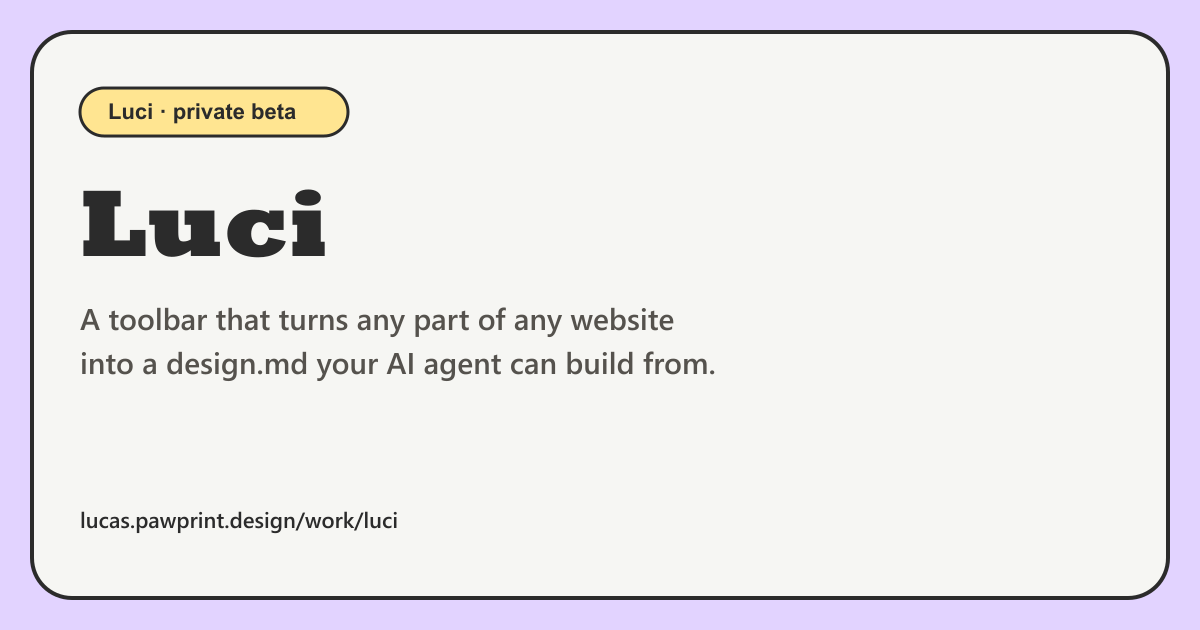 Luci · private beta
Luci
A toolbar that turns any part of any website
into a design.md your AI agent can build from.
lucas.pawprint.design/work/luci